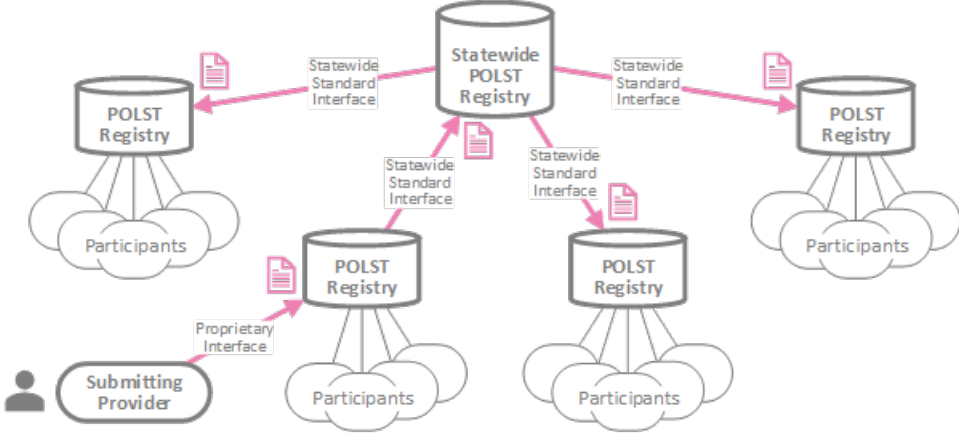 Statewide
POLST
Registry
Statewide
Standard
Interface
Statewide
Standard
Interface
POLST
Registry
POLST
Registry
Statewide
Standard
Interface
Statewide
Standard
Interface
Participants
Participants
POLST
Registry
POLST
Registry
Proprietary
Interface
Submitting
Provider
Participants
Participants